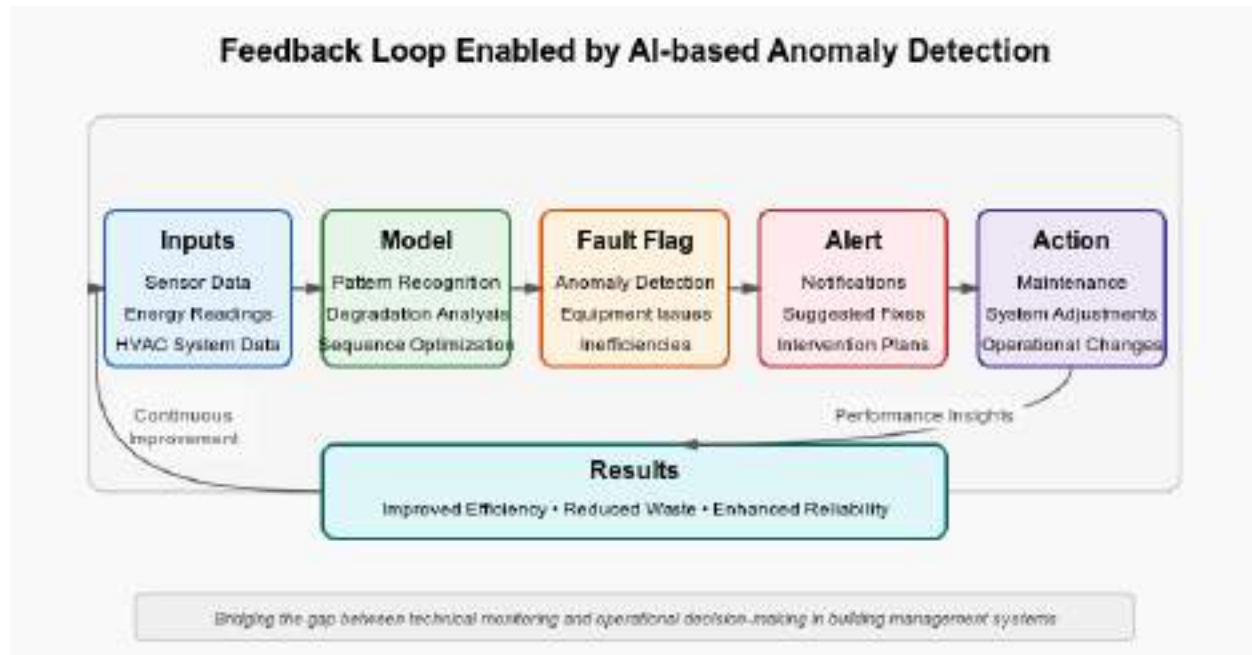 Feedback Loop Enabled by AI-based Anomaly Detection
Inputs
Sensor Data
Energy Readings
HVAC System Data
Model
Pattern Recognition
Degradation Analysis
Sequence Optimization
Fault Flag
Anomaly Detection
Equipment Issues
Inefficiencies
Alert
Notifications
Suggested Fixes
Intervention Plans
Action
Maintenance
System Adjustments
Operational Changes
Continuous
Improvement
Performance Insights
Results
Improved Efficiency • Reduced Waste • Enhanced Reliability
Bridging the gap between technical monitoring and operational decision-making in building management systems